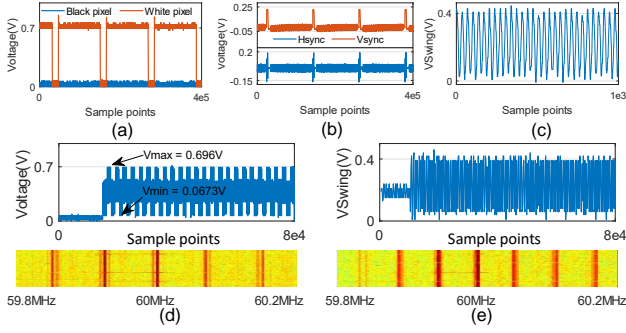 Black pixel White pixel
0.7
0
Voltage(V)
0 4e5
Sample points
(a)
0.25
-0.05
Hsync Vsync
0
-0.15
Voltage(V)
0 4e5
Sample points
(b)
0.4
0
VSwing(V)
0 1e3
Sample points
(c)
0.7
0
Voltage(V)
Vmax = 0.696V
Vmin = 0.0673V
0 8e4
Sample points
59.8MHz 60MHz 60.2MHz
(d)
0.4
0
VSwing(V)
0 8e4
Sample points
59.8MHz 60MHz 60.2MHz
(e)